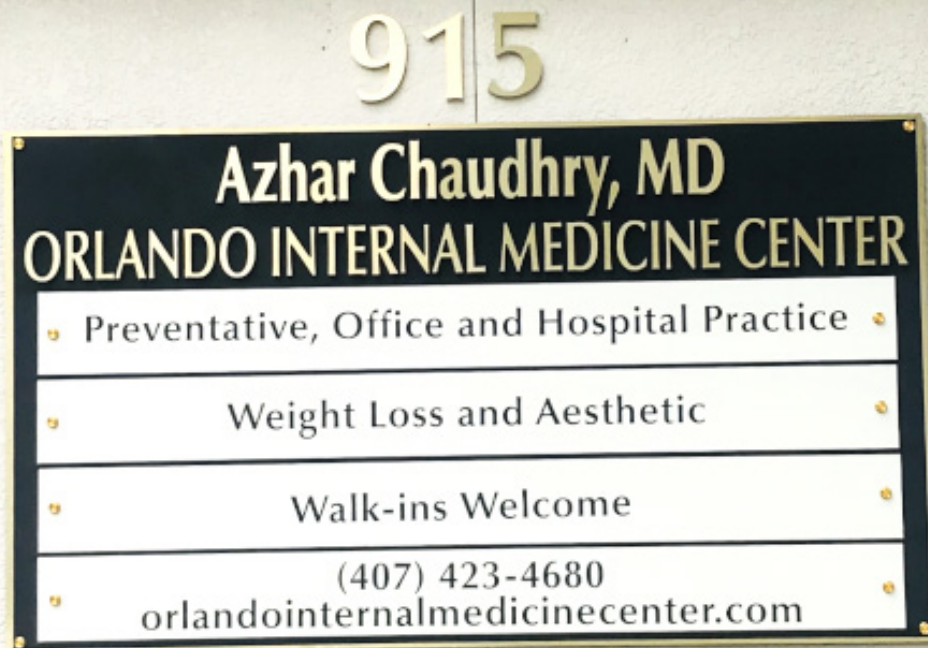 915
Azhar Chaudhry, MD
ORLANDO INTERNAL MEDICINE CENTER
Preventative, Office and Hospital Practice
Weight Loss and Aesthetic
Walk-ins Welcome
(407) 423-4680
orlandointernalmedicinecenter.com